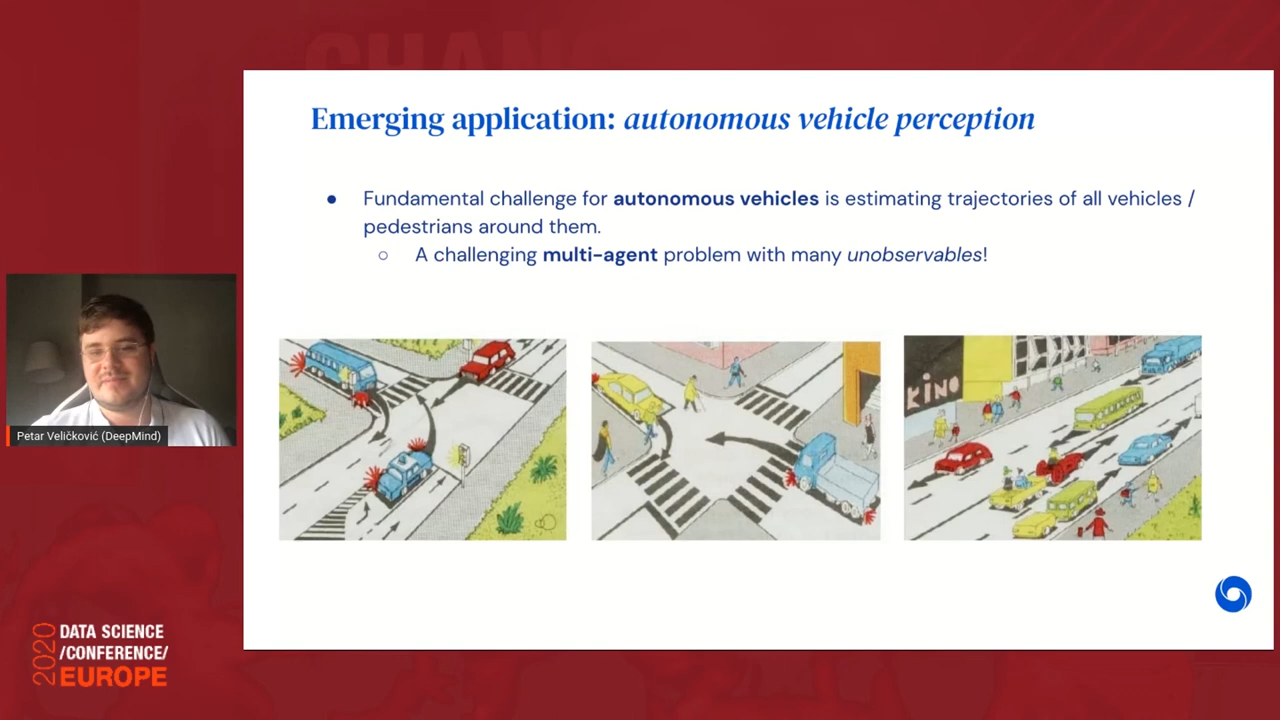 CHAN
Emerging application: autonomous vehicle perception
● Fundamental challenge for autonomous vehicles is estimating trajectories of all vehicles /
pedestrians around them.
○ A challenging multi-agent problem with many unobservables!
KINO
Petar Veličković (DeepMind)
2020
DATA SCIENCE
/CONFERENCE/
EUROPE